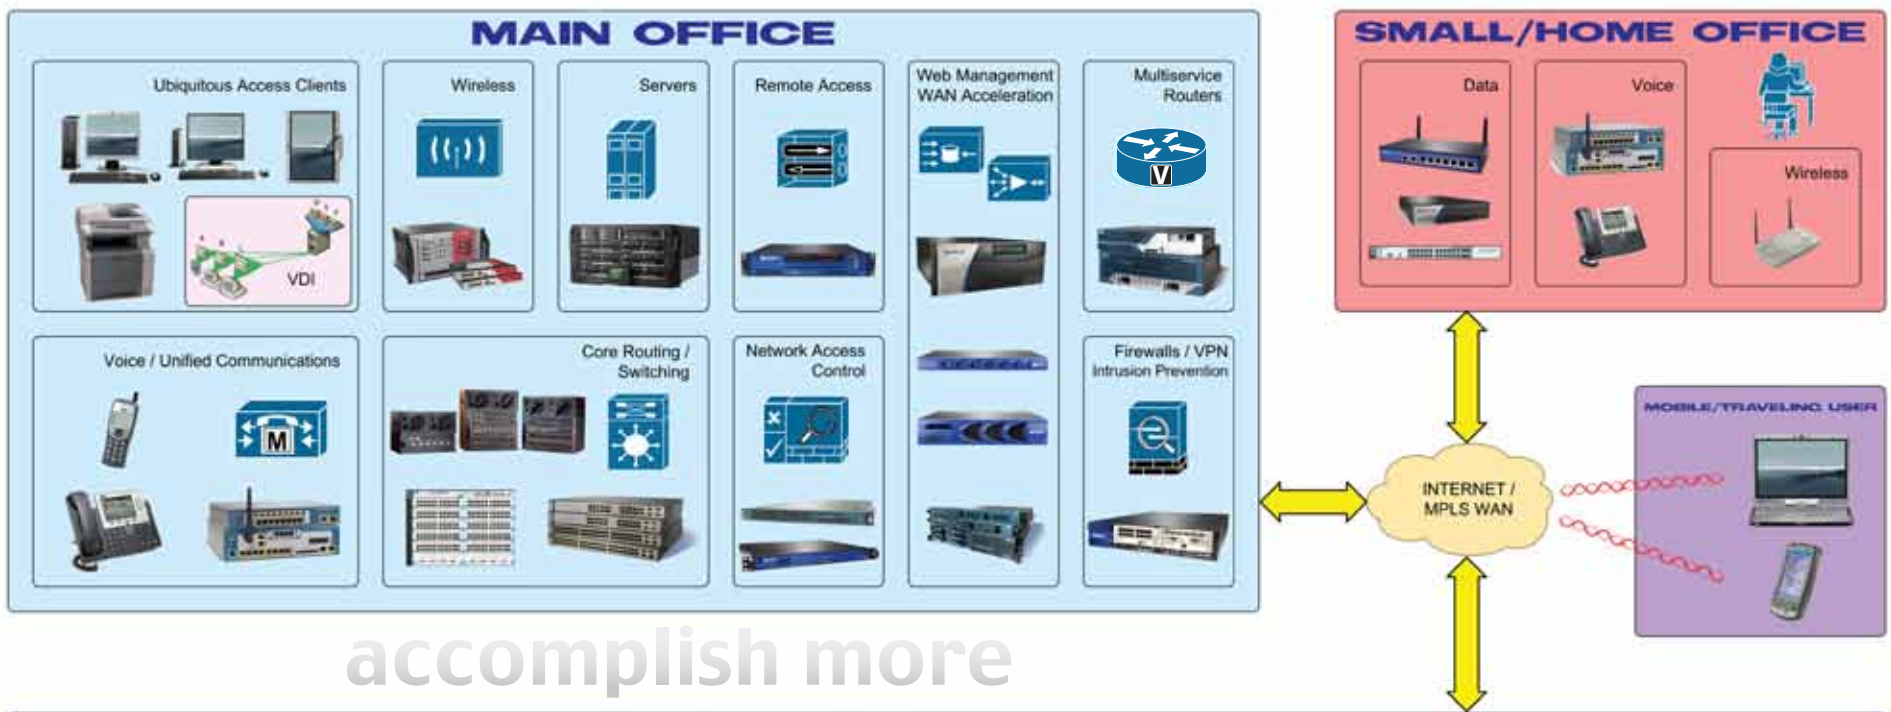 MAIN OFFICE
Ubiquitous Access Clients
VDI
Wireless
Servers
Remote Access
Web Management
WAN Acceleration
Multiservice
Routers
V
Voice / Unified Communications
M
Core Routing /
Switching
Network Access
Control
Firewalls / VPN
Intrusion Prevention
SMALL/HOME OFFICE
Data
Voice
Wireless
INTERNET /
MPLS WAN
MOBILE/TRAVELING USER
accomplish more